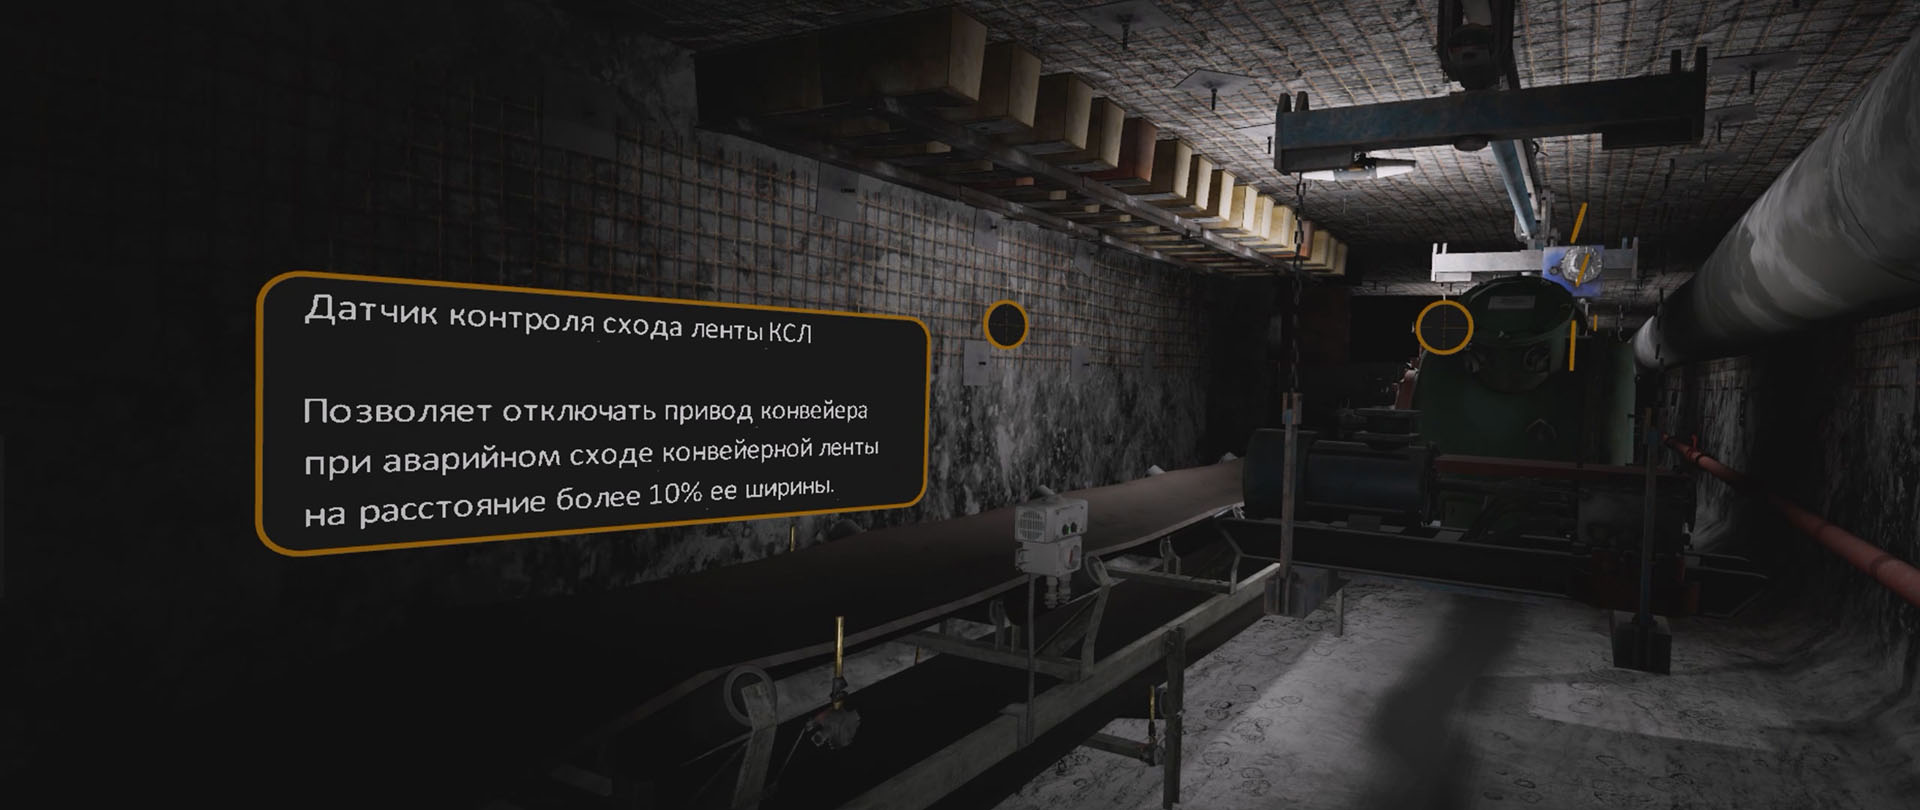 Датчик контроля схода ленты КСЛ
Позволяет отключать привод конвейера
при аварийном сходе конвейерной ленты
на расстояние более 10% ее ширины.